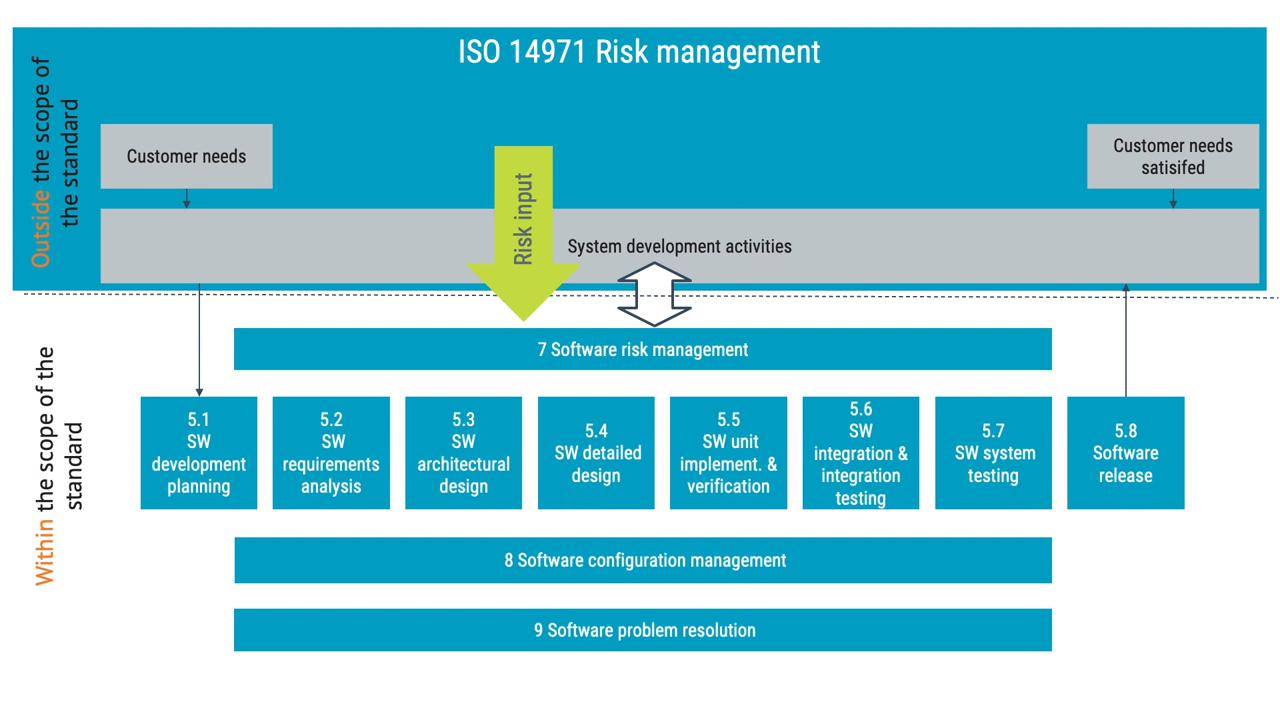 ISO 14971 Risk management
Outside the scope of
the standard
Customer needs
Customer needs
satisifed
Risk input
System development activities
Within the scope of the
standard
7 Software risk management
5.1
SW
development
planning
5.2
SW
requirements
analysis
5.3
SW
architectural
design
5.4
SW detailed
design
5.5
SW unit
implement. &
verification
5.6
SW
integration &
integration
testing
5.7
SW system
testing
5.8
Software
release
8 Software configuration management
9 Software problem resolution